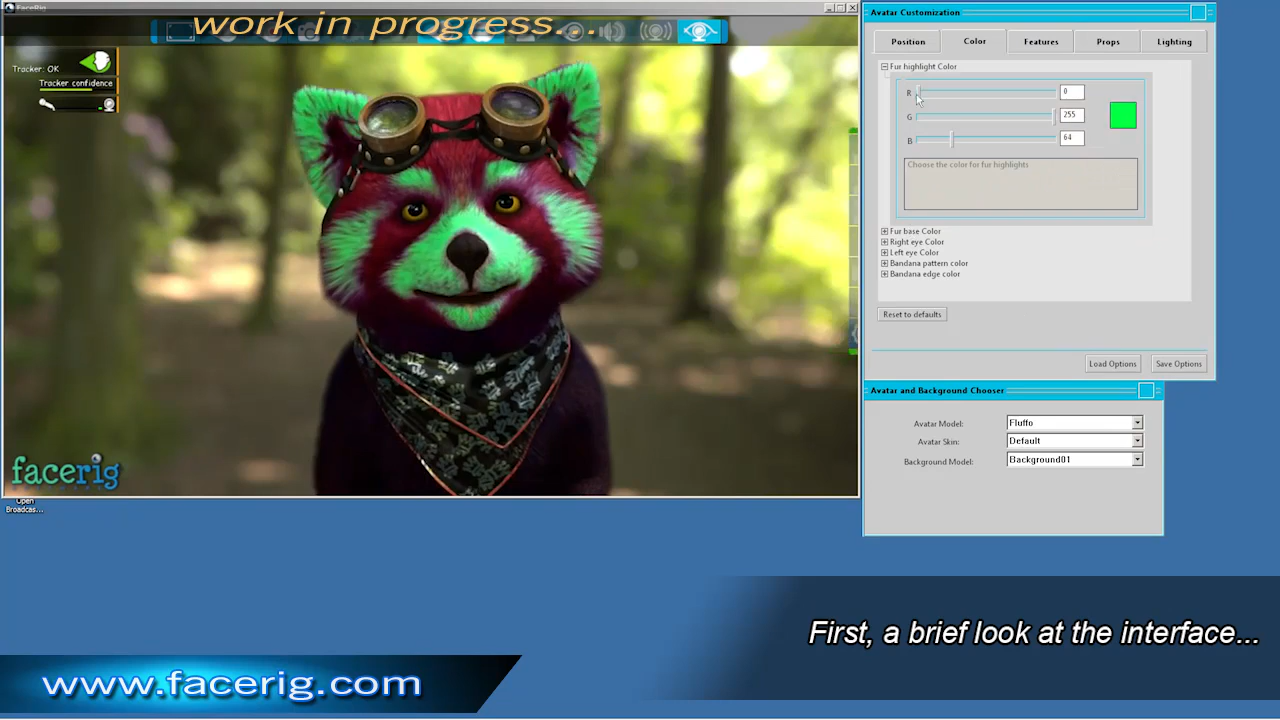 FaceRig
work in progress...
Tracker: OK
Tracker confidence
facerig
Open
Broadcas...
Avatar Customization
Position
Color
Features
Props
Lighting
Fur highlight Color
R
0
G
255
B
64
Choose the color for fur highlights
Fur base Color
Right eye Color
Left eye Color
Bandana pattern color
Bandana edge color
Reset to defaults
Load Options
Save Options
Avatar and Background Chooser
Avatar Model:
Fluffo
Avatar Skin:
Default
Background Model:
Background01
First, a brief look at the interface...
www.facerig.com